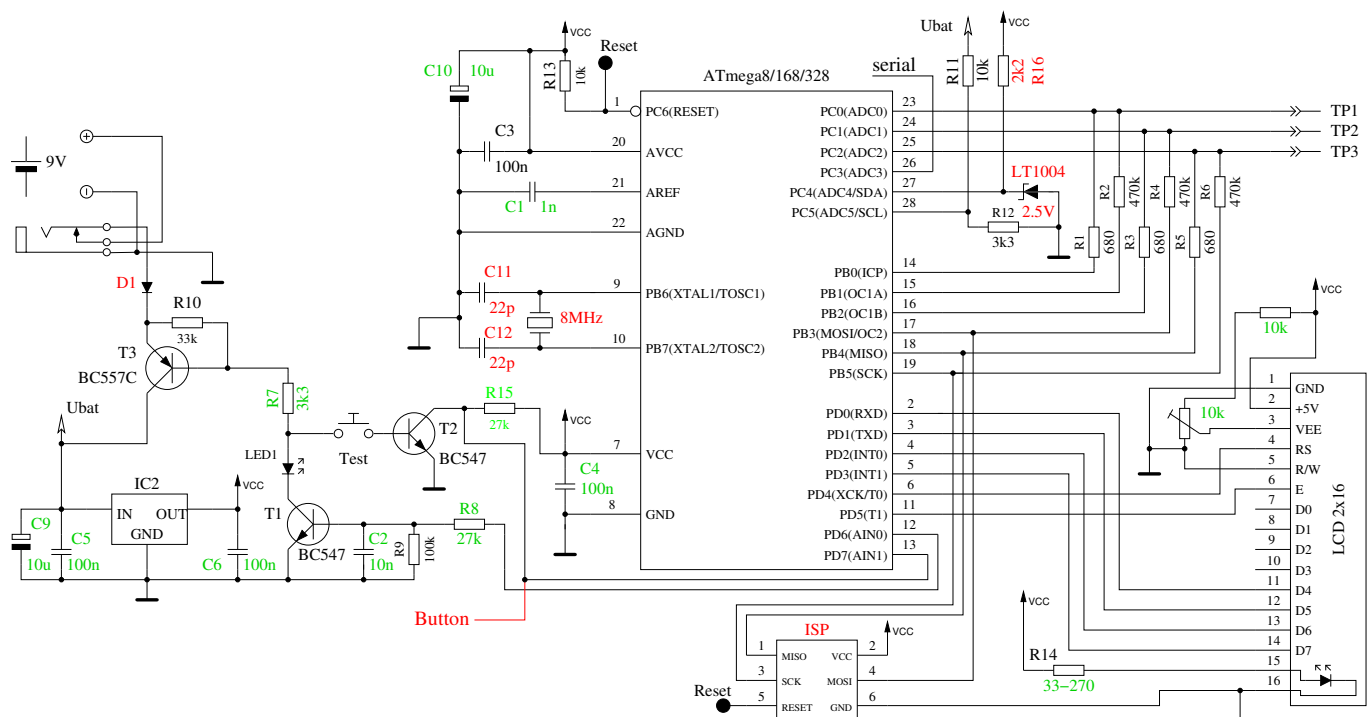 Ubat
VCC
VCC
C10
10u
R13
10k
Reset
ATmega8/168/328
serial
R11
10k
2k2
R16
1
PC6(RESET)
PC0(ADC0)
23
TP1
PC1(ADC1)
24
TP2
C3
100n
20
AVCC
PC2(ADC2)
25
TP3
PC3(ADC3)
26
9V
+
−
C1
1n
21
AREF
PC4(ADC4/SDA)
27
LT1004
2.5V
PC5(ADC5/SCL)
28
R12
3k3
22
AGND
R2
470k
R4
470k
R6
470k
R1
680
R3
680
R5
680
D1
C11
22p
9
PB6(XTAL1/TOSC1)
8MHz
C12
22p
10
PB7(XTAL2/TOSC2)
PB0(ICP)
14
PB1(OC1A)
15
PB2(OC1B)
16
PB3(MOSI/OC2)
17
PB4(MISO)
18
PB5(SCK)
19
R10
33k
T3
BC557C
R7
3k3
VCC
10k
10k
Ubat
Test
T2
BC547
R15
27k
VCC
7
VCC
C4
100n
8
GND
PD0(RXD)
2
PD1(TXD)
3
PD2(INT0)
4
PD3(INT1)
5
PD4(XCK/T0)
6
PD5(T1)
11
PD6(AIN0)
12
PD7(AIN1)
13
LED1
IC2
IN
OUT
GND
VCC
T1
BC547
C9
10u
C5
100n
C6
100n
C2
10n
R9
100k
R8
27k
Button
1
GND
2
+5V
3
VEE
4
RS
5
R/W
6
E
7
D0
8
D1
9
D2
10
D3
11
D4
12
D5
13
D6
14
D7
15
16
LCD 2x16
ISP
VCC
1
MISO
VCC
2
3
SCK
MOSI
4
Reset
5
RESET
GND
6
VCC
R14
33−270